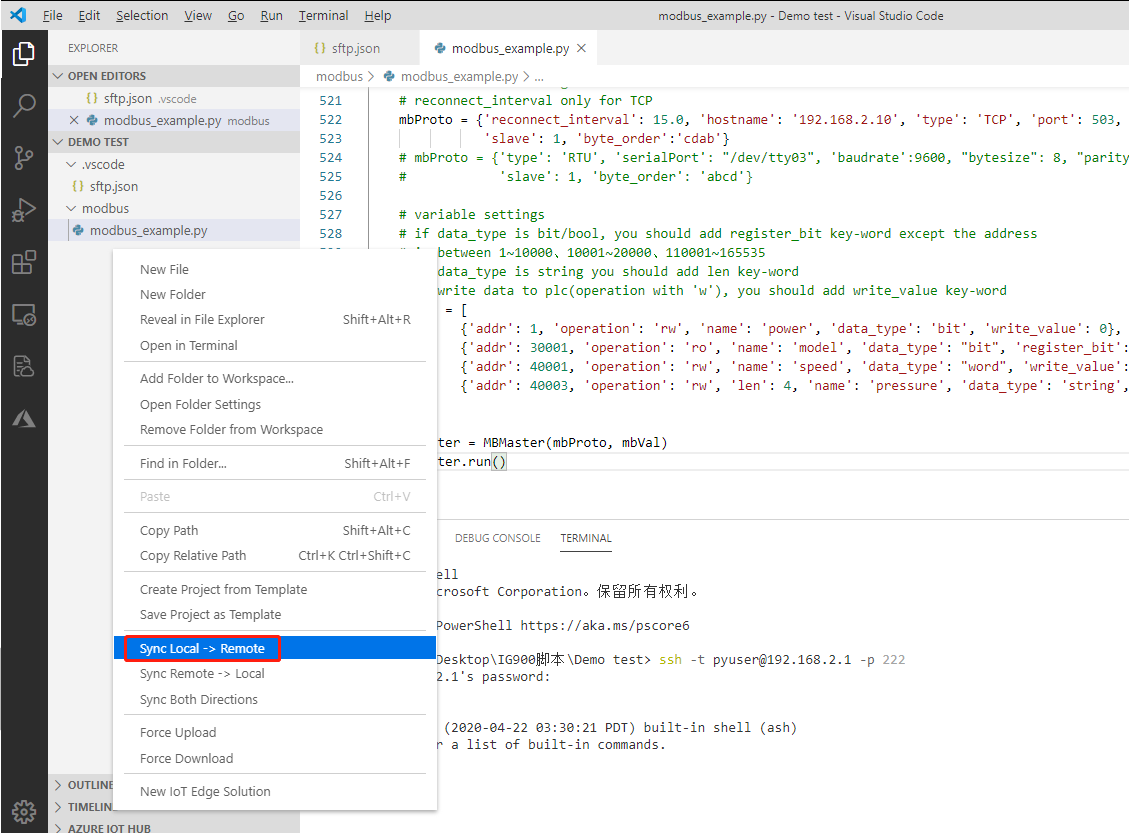 File Edit Selection View Go Run Terminal Help modbus_example.py - Demo test - Visual Studio Code
EXPLORER
OPEN EDITORS
sftp.json .vscode
modbus_example.py modbus
DEMO TEST
.vscode
sftp.json
modbus
modbus_example.py
OUTLINE
TIMELIN
AZURE IOT HUB
New File
New Folder
Reveal in File Explorer Shift+Alt+R
Open in Terminal
Add Folder to Workspace...
Open Folder Settings
Remove Folder from Workspace
Find in Folder... Shift+Alt+F
Paste Ctrl+V
Copy Path Shift+Alt+C
Copy Relative Path Ctrl+K Ctrl+Shift+C
Create Project from Template
Save Project as Template
Sync Local -> Remote
Sync Remote -> Local
Sync Both Directions
Force Upload
Force Download
New IoT Edge Solution
sftp.json modbus_example.py
modbus > modbus_example.py > ...
521 # reconnect_interval only for TCP
522 mbProto = {'reconnect_interval': 15.0, 'hostname': '192.168.2.10', 'type': 'TCP', 'port': 503,
523 'slave': 1, 'byte_order':'cdab'}
524 # mbProto = {'type': 'RTU', 'serialPort': "/dev/tty03", 'baudrate':9600, "bytesize": 8, "parity
525 # 'slave': 1, 'byte_order': 'abcd'}
526
527 # variable settings
528 # if data_type is bit/bool, you should add register_bit key-word except the address
between 1~10000、10001~20000、110001~165535
data_type is string you should add len key-word
write data to plc(operation with 'w'), you should add write_value key-word
= [
{'addr': 1, 'operation': 'rw', 'name': 'power', 'data_type': 'bit', 'write_value': 0},
{'addr': 30001, 'operation': 'ro', 'name': 'model', 'data_type': "bit", 'register_bit':
{'addr': 40001, 'operation': 'rw', 'name': 'speed', 'data_type': "word", 'write_value':
{'addr': 40003, 'operation': 'rw', 'len': 4, 'name': 'pressure', 'data_type': 'string',
ter = MBMaster(mbProto, mbVal)
ter.run()
DEBUG CONSOLE TERMINAL
ell
crosoft Corporation。保留所有权利。
PowerShell https://aka.ms/pscore6
Desktop\IG900脚本\Demo test> ssh -t pyuser@192.168.2.1 -p 222
2.1's password:
(2020-04-22 03:30:21 PDT) built-in shell (ash)
r a list of built-in commands.